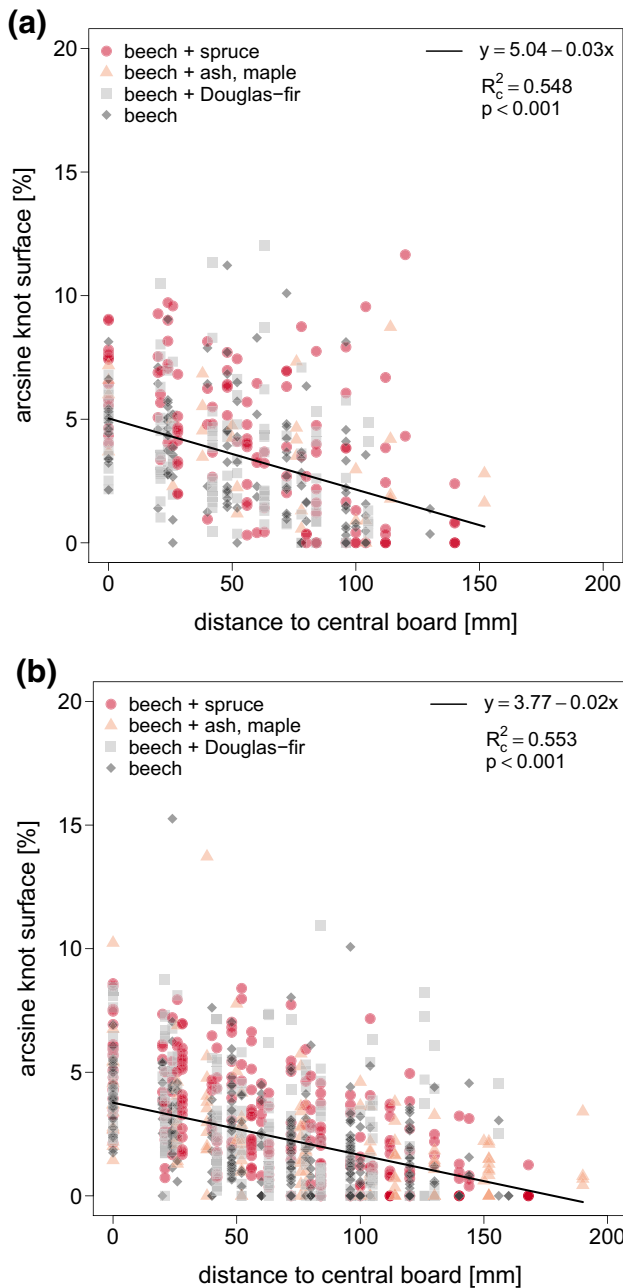 (a)
20
15
10
5
0
arcsine knot surface [%]
beech + spruce
beech + ash, maple
beech + Douglas−fir
beech
y = 5.04 − 0.03x
R²c = 0.548
p < 0.001
0 50 100 150 200
distance to central board [mm]
(b)
20
15
10
5
0
arcsine knot surface [%]
beech + spruce
beech + ash, maple
beech + Douglas−fir
beech
y = 3.77 − 0.02x
R²c = 0.553
p < 0.001
0 50 100 150 200
distance to central board [mm]